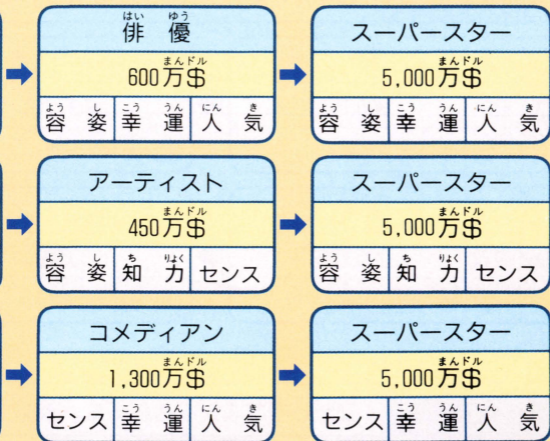 俳優 スーパースター
600万$ 5,000万$
容姿 幸運 人気 容姿 幸運 人気
アーティスト スーパースター
450万$ 5,000万$
容姿 知力 センス 容姿 知力 センス
コメディアン スーパースター
1,300万$ 5,000万$
センス 幸運 人気 センス 幸運 人気